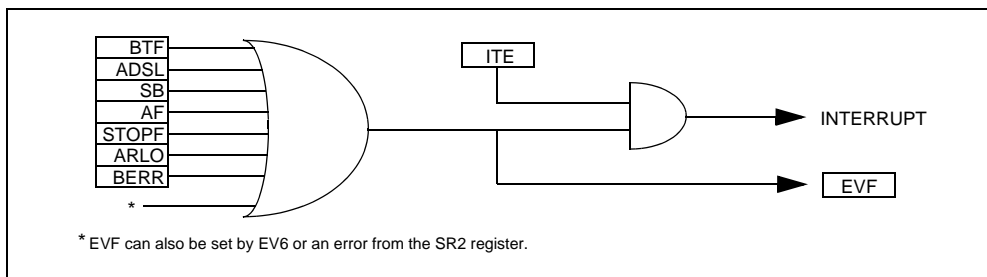 BTF
ADSL
SB
AF
STOPF
ARLO
BERR
*
ITE
INTERRUPT
EVF
* EVF can also be set by EV6 or an error from the SR2 register.